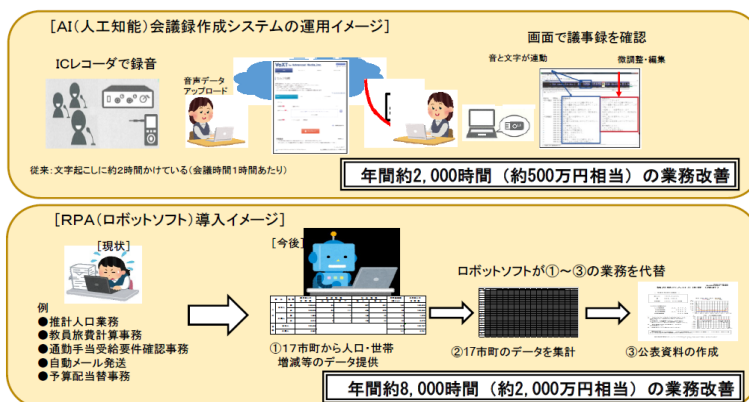 [AI(人工知能)会議録作成システムの運用イメージ]
ICレコーダで録音
音声データ
アップロード
画面で議事録を確認
音と文字が連動
微調整・編集
従来:文字起こしに約2時間かけている(会議時間1時間あたり)
年間約2,000時間(約500万円相当)の業務改善
[RPA(ロボットソフト)導入イメージ]
[現状]
例
●推計人口業務
●教員旅費計算事務
●通勤手当受給要件確認事務
●自動メール発送
●予算配当替事務
[今後]
ロボットソフトが①~③の業務を代替
①17市町から人口・世帯
増減等のデータ提供
②17市町のデータを集計
③公表資料の作成
年間約8,000時間(約2,000万円相当)の業務改善